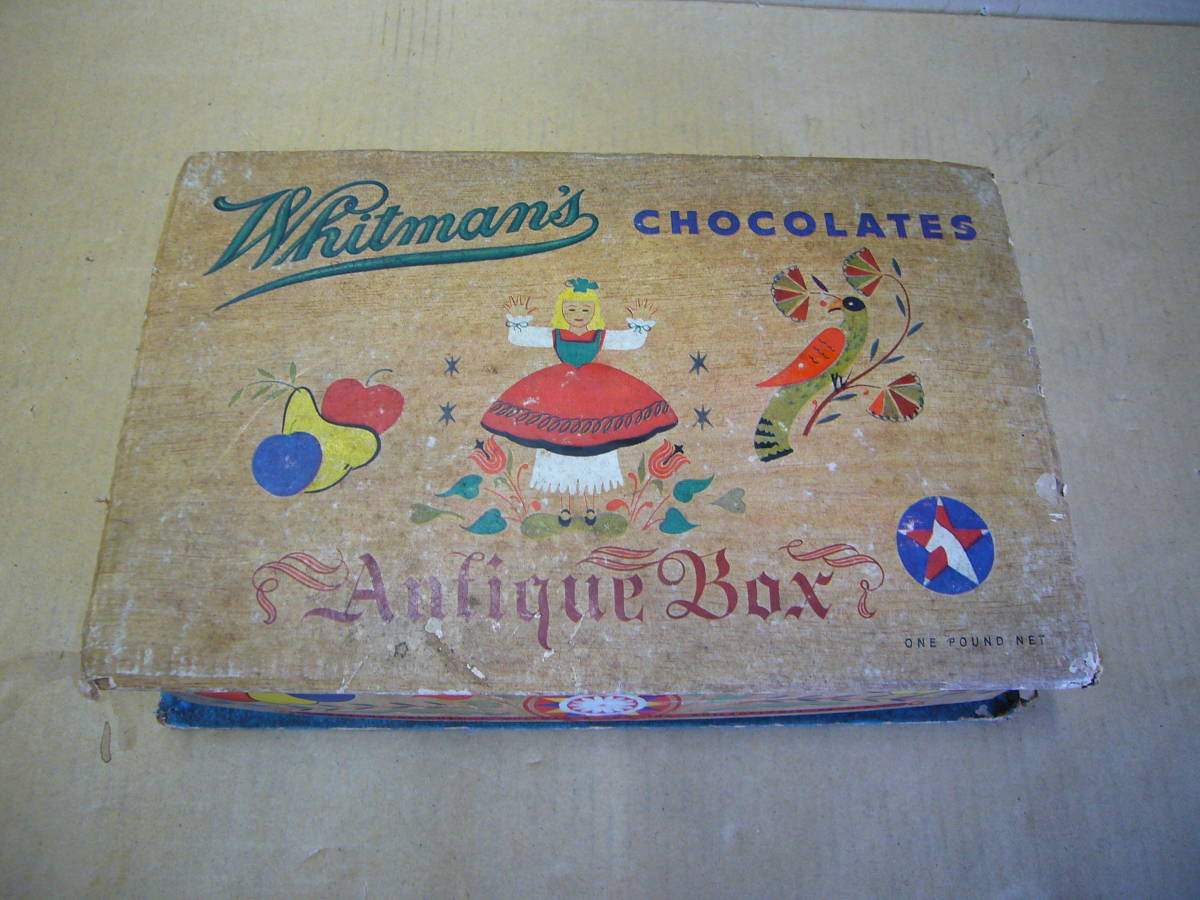 Whitman's CHOCOLATES
Antique Box
ONE POUND NET